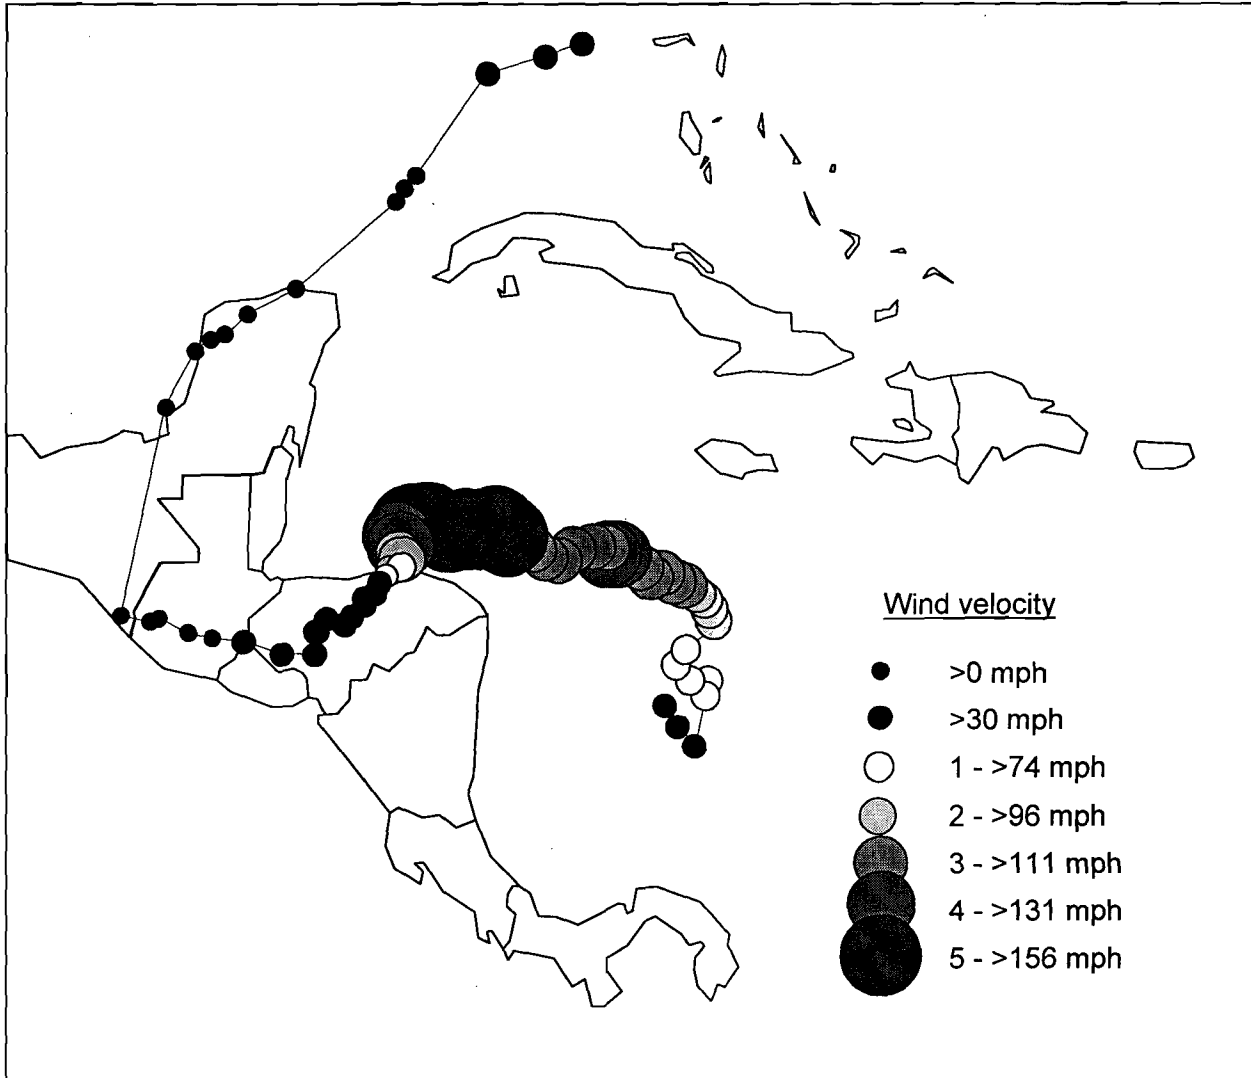 Wind velocity
>0 mph
>30 mph
1 - >74 mph
2 - >96 mph
3 - >111 mph
4 - >131 mph
5 - >156 mph